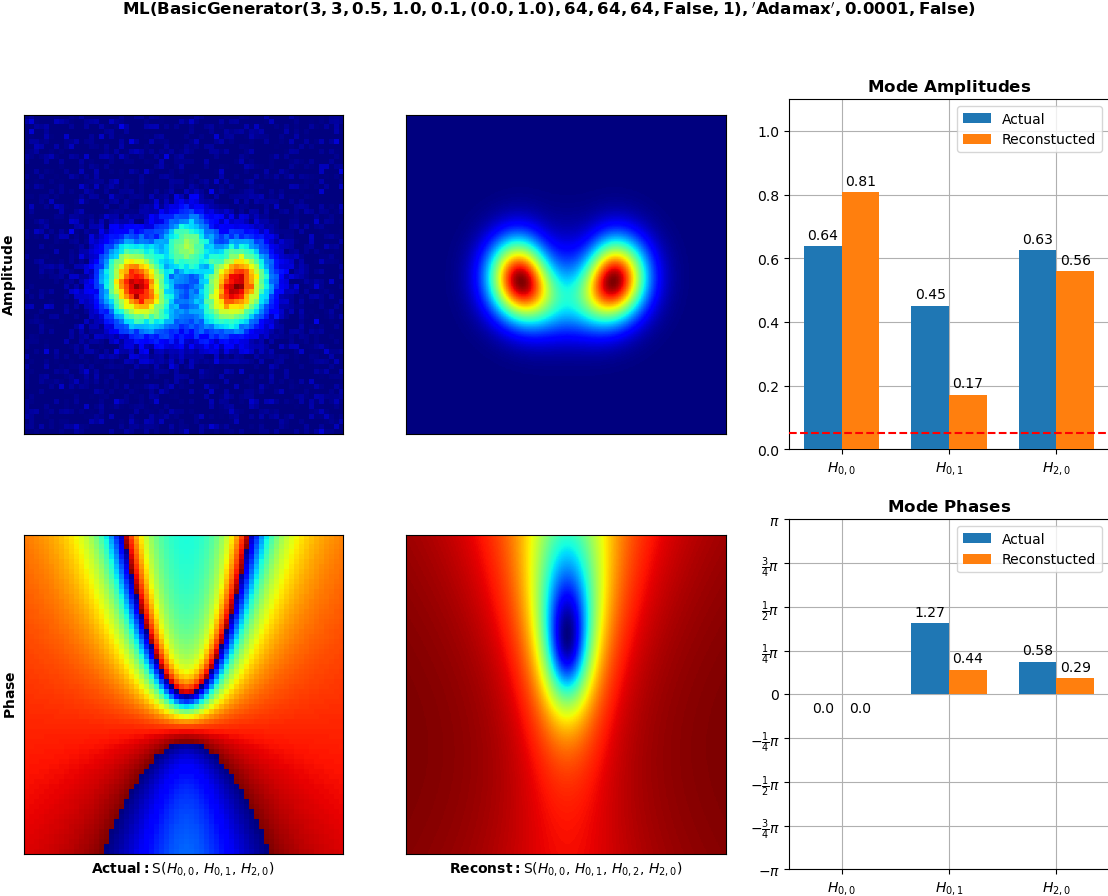 ML(BasicGenerator(3, 3, 0.5, 1.0, 0.1, (0.0, 1.0), 64, 64, 64, False, 1), ′Adamax′, 0.0001, False)
Amplitude
Mode Amplitudes
Actual
Reconstucted
1.0
0.8
0.6
0.4
0.2
0.0
0.64
0.81
0.45
0.17
0.63
0.56
H0,0
H0,1
H2,0
Phase
Actual: S(H0,0, H0,1, H2,0)
Reconst: S(H0,0, H0,1, H0,2, H2,0)
Mode Phases
Actual
Reconstucted
π
3/4π
1/2π
1/4π
0
−1/4π
−1/2π
−3/4π
−π
0.0
0.0
1.27
0.44
0.58
0.29
H0,0
H0,1
H2,0